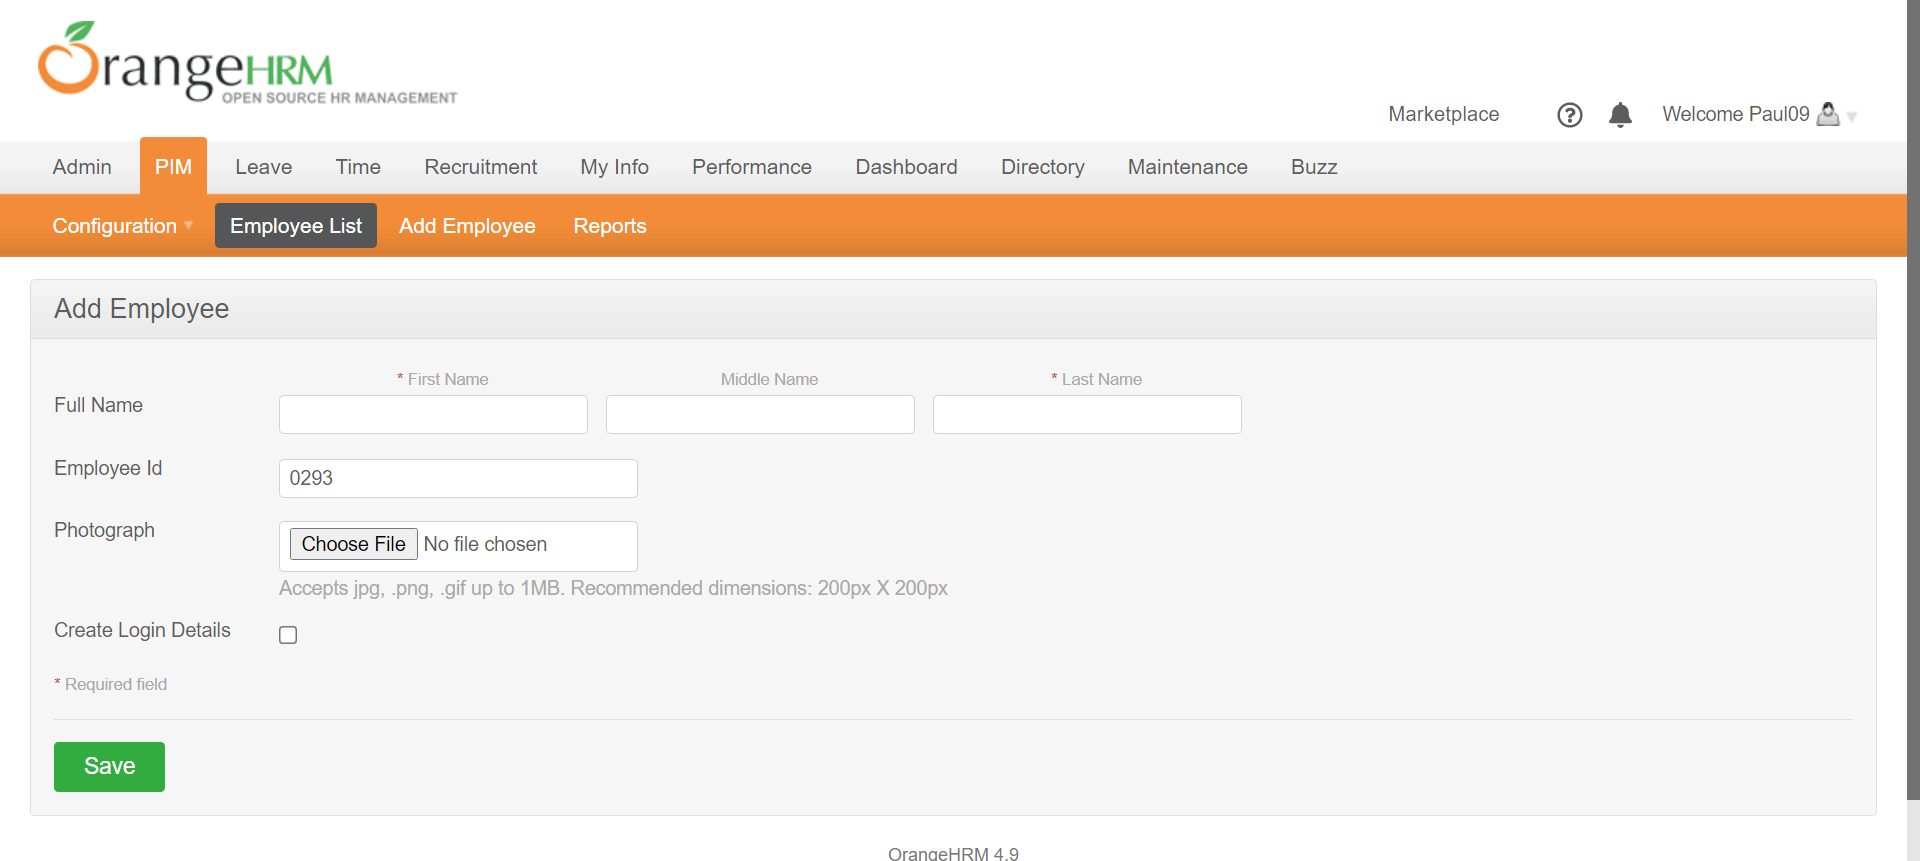 OrangeHRM
OPEN SOURCE HR MANAGEMENT
Marketplace ? Welcome Paul09
Admin PIM Leave Time Recruitment My Info Performance Dashboard Directory Maintenance Buzz
Configuration Employee List Add Employee Reports
Add Employee
* First Name Middle Name * Last Name
Full Name
Employee Id 0293
Photograph Choose File No file chosen
Accepts jpg, .png, .gif up to 1MB. Recommended dimensions: 200px X 200px
Create Login Details
* Required field
Save
OrangeHRM 4.9